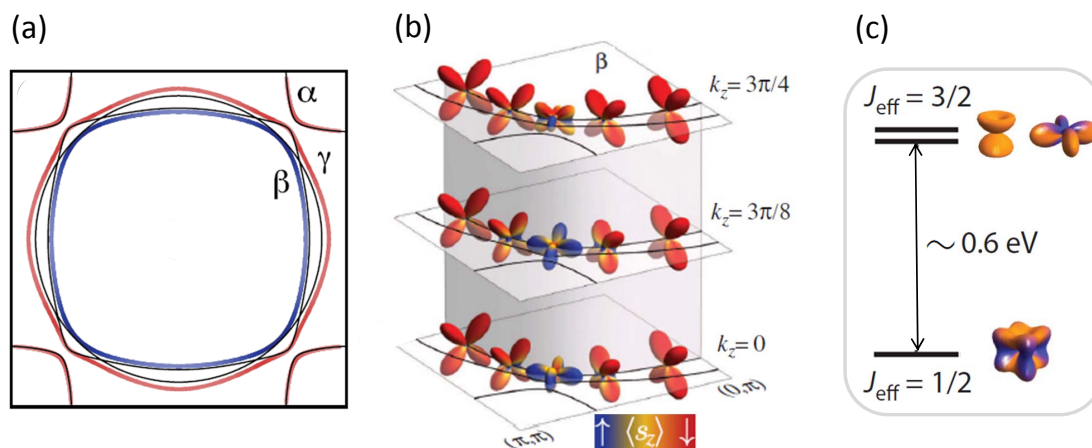 (a)
α
γ
β
(b)
β
k_z = 3π/4
k_z = 3π/8
k_z = 0
(0,π)
(π,π)
↑ ⟨s_z⟩ ↓
(c)
J_eff = 3/2
~ 0.6 eV
J_eff = 1/2